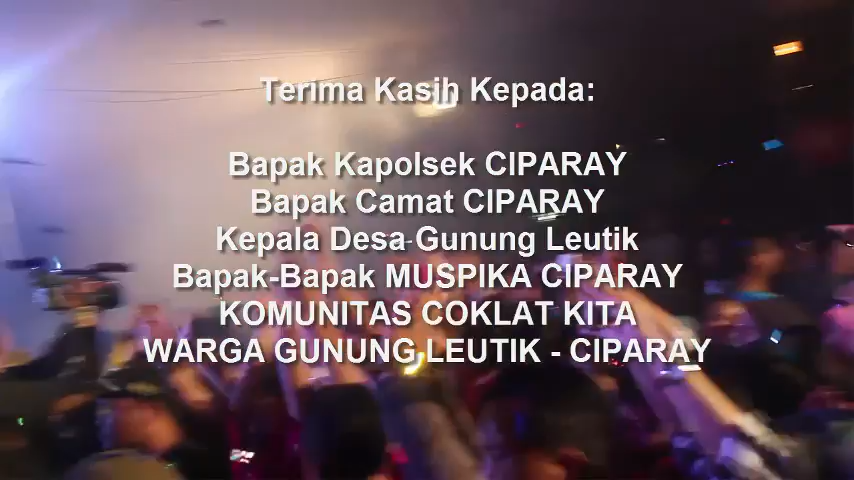 Terima Kasih Kepada:
Bapak Kapolsek CIPARAY
Bapak Camat CIPARAY
Kepala Desa Gunung Leutik
Bapak-Bapak MUSPIKA CIPARAY
KOMUNITAS COKLAT KITA
WARGA GUNUNG LEUTIK - CIPARAY